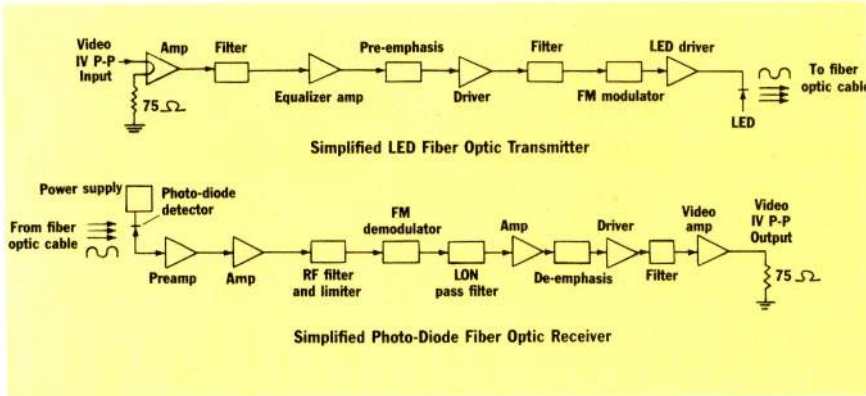 Video
IV P-P
Input
Amp
75 Ω
Filter
Equalizer amp
Pre-emphasis
Driver
Filter
FM modulator
LED driver
LED
To fiber
optic cable
Simplified LED Fiber Optic Transmitter
From fiber
optic cable
Power supply
Photo-diode
detector
Preamp
Amp
RF filter
and limiter
FM
demodulator
LON
pass filter
Amp
De-emphasis
Driver
Filter
Video
amp
Video
IV P-P
Output
75 Ω
Simplified Photo-Diode Fiber Optic Receiver